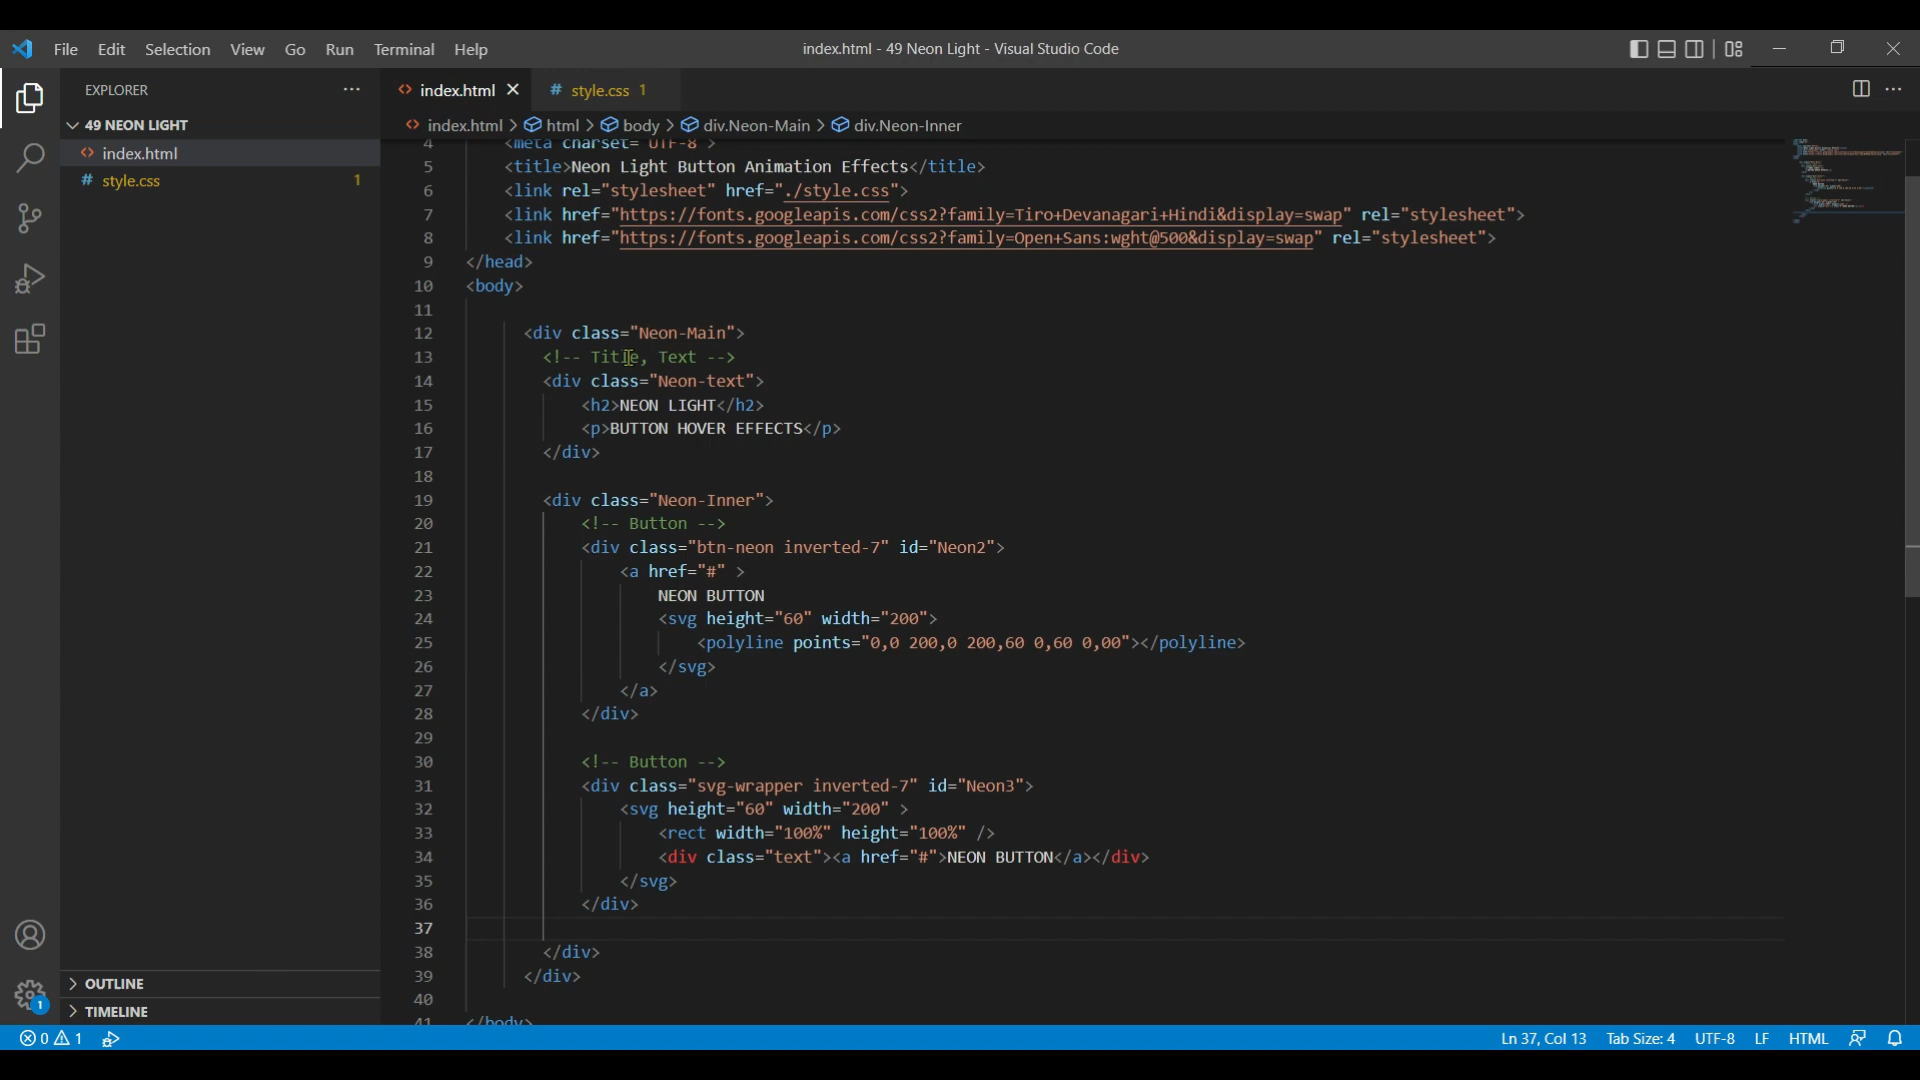 File Edit Selection View Go Run Terminal Help
index.html - 49 Neon Light - Visual Studio Code
EXPLORER
49 NEON LIGHT
index.html
style.css 1
OUTLINE
TIMELINE
index.html
style.css 1
index.html > html > body > div.Neon-Main > div.Neon-Inner
4 <meta charset="UTF-8">
5 <title>Neon Light Button Animation Effects</title>
6 <link rel="stylesheet" href="./style.css">
7 <link href="https://fonts.googleapis.com/css2?family=Tiro+Devanagari+Hindi&display=swap" rel="stylesheet">
8 <link href="https://fonts.googleapis.com/css2?family=Open+Sans:wght@500&display=swap" rel="stylesheet">
9 </head>
10 <body>
11
12 <div class="Neon-Main">
13 <!-- Title, Text -->
14 <div class="Neon-text">
15 <h2>NEON LIGHT</h2>
16 <p>BUTTON HOVER EFFECTS</p>
17 </div>
18
19 <div class="Neon-Inner">
20 <!-- Button -->
21 <div class="btn-neon inverted-7" id="Neon2">
22 <a href="#" >
23 NEON BUTTON
24 <svg height="60" width="200">
25 <polyline points="0,0 200,0 200,60 0,60 0,00"></polyline>
26 </svg>
27 </a>
28 </div>
29
30 <!-- Button -->
31 <div class="svg-wrapper inverted-7" id="Neon3">
32 <svg height="60" width="200" >
33 <rect width="100%" height="100%" />
34 <div class="text"><a href="#">NEON BUTTON</a></div>
35 </svg>
36 </div>
37
38 </div>
39 </div>
40
41 </body>
1
0 1
Ln 37, Col 13 Tab Size: 4 UTF-8 LF HTML